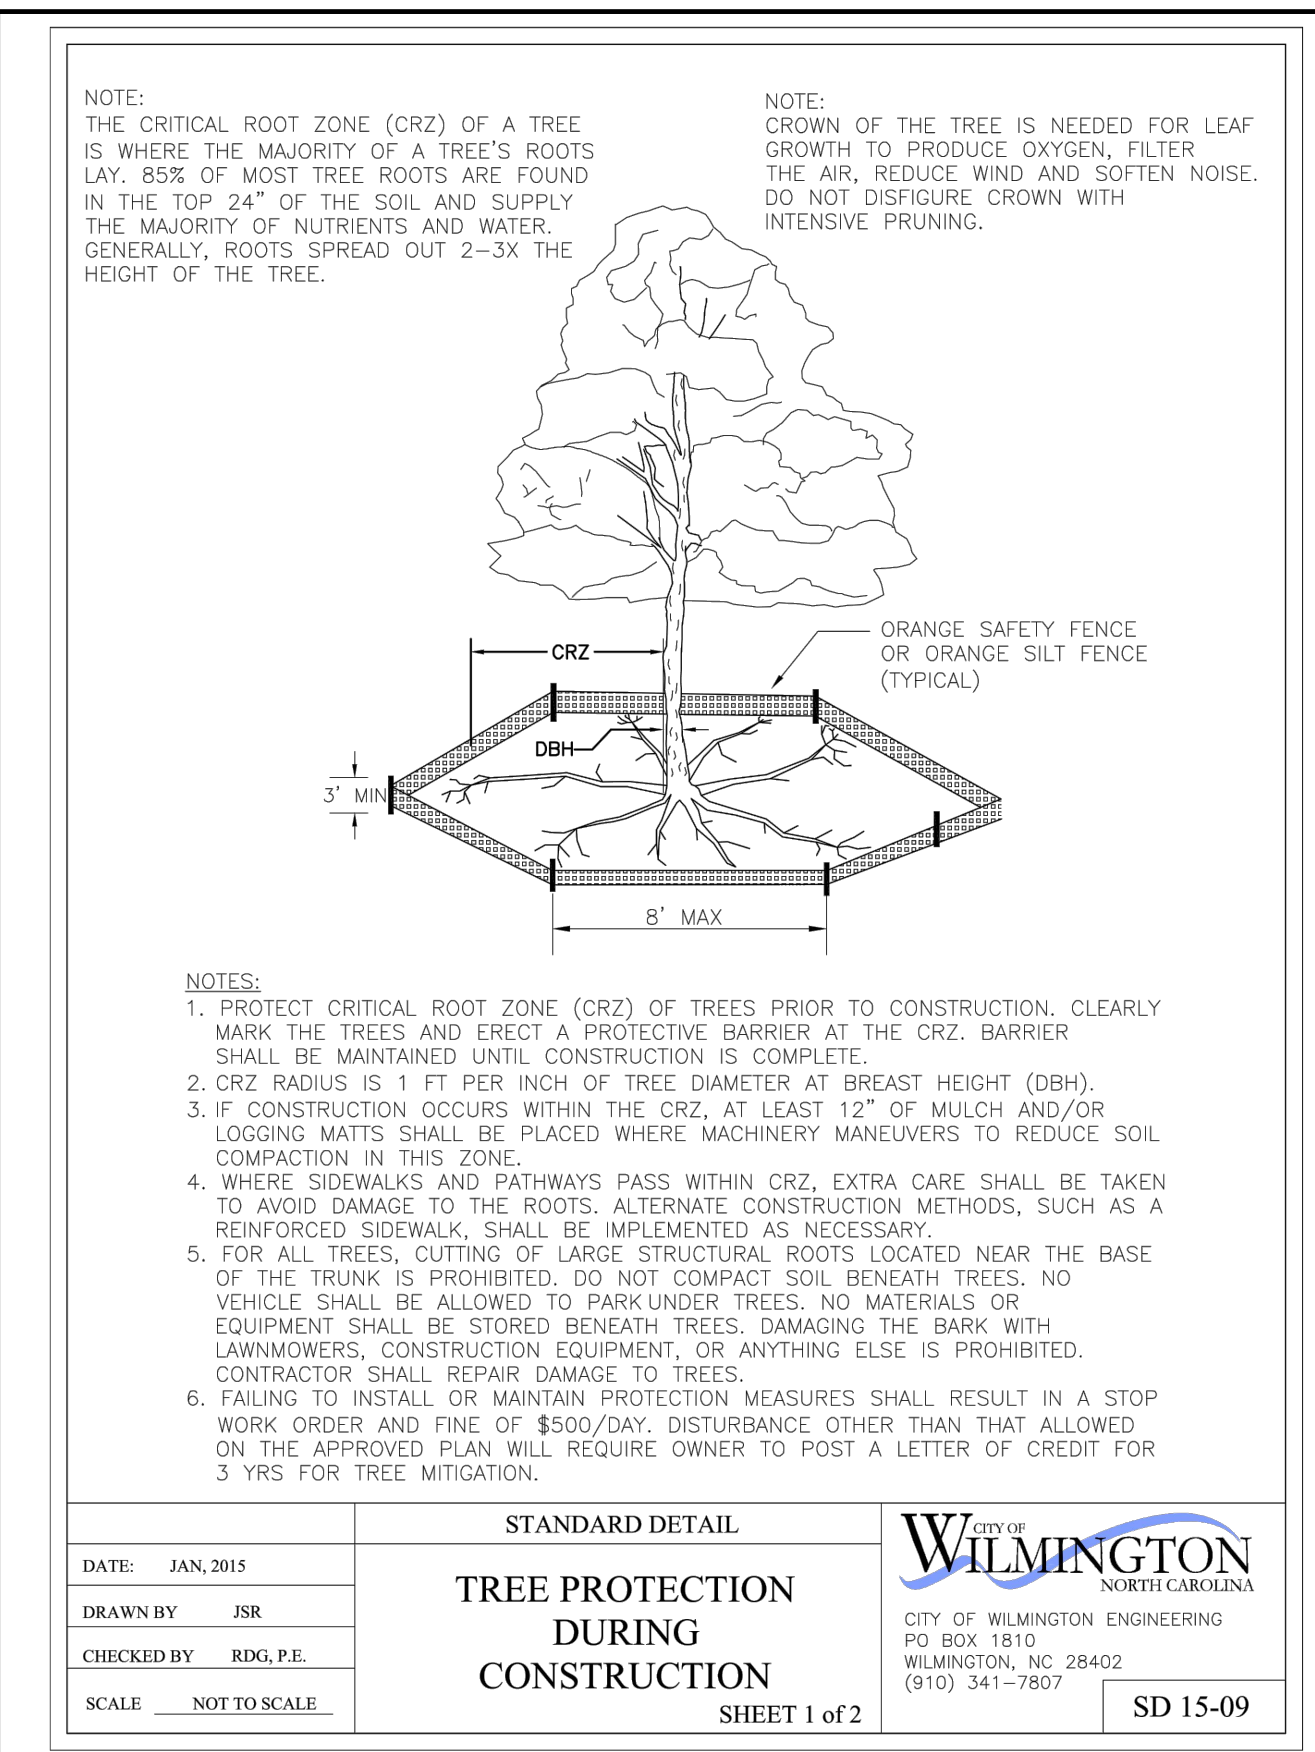 NOTE:
THE CRITICAL ROOT ZONE (CRZ) OF A TREE
IS WHERE THE MAJORITY OF A TREE'S ROOTS
LAY. 85% OF MOST TREE ROOTS ARE FOUND
IN THE TOP 24” OF THE SOIL AND SUPPLY
THE MAJORITY OF NUTRIENTS AND WATER.
GENERALLY, ROOTS SPREAD OUT 2–3X THE
HEIGHT OF THE TREE.
NOTE:
CROWN OF THE TREE IS NEEDED FOR LEAF
GROWTH TO PRODUCE OXYGEN, FILTER
THE AIR, REDUCE WIND AND SOFTEN NOISE.
DO NOT DISFIGURE CROWN WITH
INTENSIVE PRUNING.
ORANGE SAFETY FENCE
OR ORANGE SILT FENCE
(TYPICAL)
CRZ
DBH
3' MIN
8' MAX
NOTES:
1. PROTECT CRITICAL ROOT ZONE (CRZ) OF TREES PRIOR TO CONSTRUCTION. CLEARLY
MARK THE TREES AND ERECT A PROTECTIVE BARRIER AT THE CRZ. BARRIER
SHALL BE MAINTAINED UNTIL CONSTRUCTION IS COMPLETE.
2. CRZ RADIUS IS 1 FT PER INCH OF TREE DIAMETER AT BREAST HEIGHT (DBH).
3. IF CONSTRUCTION OCCURS WITHIN THE CRZ, AT LEAST 12” OF MULCH AND/OR
LOGGING MATTS SHALL BE PLACED WHERE MACHINERY MANEUVERS TO REDUCE SOIL
COMPACTION IN THIS ZONE.
4. WHERE SIDEWALKS AND PATHWAYS PASS WITHIN CRZ, EXTRA CARE SHALL BE TAKEN
TO AVOID DAMAGE TO THE ROOTS. ALTERNATE CONSTRUCTION METHODS, SUCH AS A
REINFORCED SIDEWALK, SHALL BE IMPLEMENTED AS NECESSARY.
5. FOR ALL TREES, CUTTING OF LARGE STRUCTURAL ROOTS LOCATED NEAR THE BASE
OF THE TRUNK IS PROHIBITED. DO NOT COMPACT SOIL BENEATH TREES. NO
VEHICLE SHALL BE ALLOWED TO PARK UNDER TREES. NO MATERIALS OR
EQUIPMENT SHALL BE STORED BENEATH TREES. DAMAGING THE BARK WITH
LAWNMOWERS, CONSTRUCTION EQUIPMENT, OR ANYTHING ELSE IS PROHIBITED.
CONTRACTOR SHALL REPAIR DAMAGE TO TREES.
6. FAILING TO INSTALL OR MAINTAIN PROTECTION MEASURES SHALL RESULT IN A STOP
WORK ORDER AND FINE OF $500/DAY. DISTURBANCE OTHER THAN THAT ALLOWED
ON THE APPROVED PLAN WILL REQUIRE OWNER TO POST A LETTER OF CREDIT FOR
3 YRS FOR TREE MITIGATION.
DATE: JAN, 2015
DRAWN BY JSR
CHECKED BY RDG, P.E.
SCALE NOT TO SCALE
STANDARD DETAIL
TREE PROTECTION
DURING
CONSTRUCTION
SHEET 1 of 2
CITY OF
WILMINGTON
NORTH CAROLINA
CITY OF WILMINGTON ENGINEERING
PO BOX 1810
WILMINGTON, NC 28402
(910) 341–7807
SD 15-09